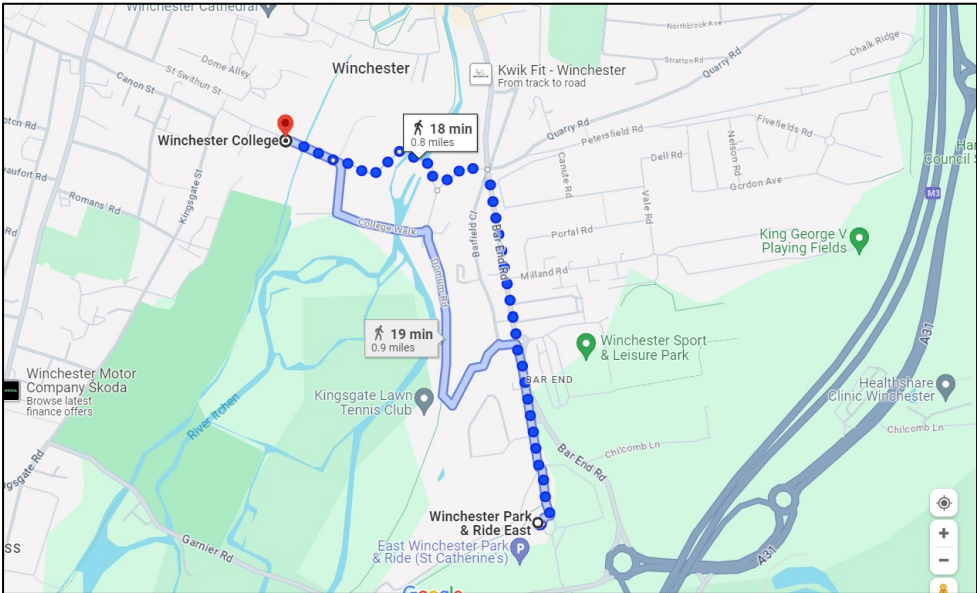 Winchester Cathedral
Northbrook Ave
Chalk Ridge
Stratton Rd
Quarry Rd
Dome Alley
St Swithun St
Canon St
Winchester
Kwik Fit - Winchester
From track to road
Winchester College
18 min
0.8 miles
Quarry Rd
Petersfield Rd
Fivefields Rd
Nelson Rd
Dell Rd
Gordon Ave
Canute Rd
Vale Rd
Council
M3
Romans' Rd
Kingsgate St
Rd
College Walk
Domum Rd
Bar End Rd
Portal Rd
Milland Rd
King George V
Playing Fields
19 min
0.9 miles
Winchester Sport
& Leisure Park
A31
BAR END
Winchester Motor
Company Škoda
Browse latest
finance offers
Kingsgate Lawn
Tennis Club
Healthshare
Clinic Winchester
River Itchen
Chilcomb Ln
Chilcomb Ln
Bar End Rd
Winchester Park
& Ride East
East Winchester Park
& Ride (St Catherine's)
P
Garnier Rd
A31
SS
Google